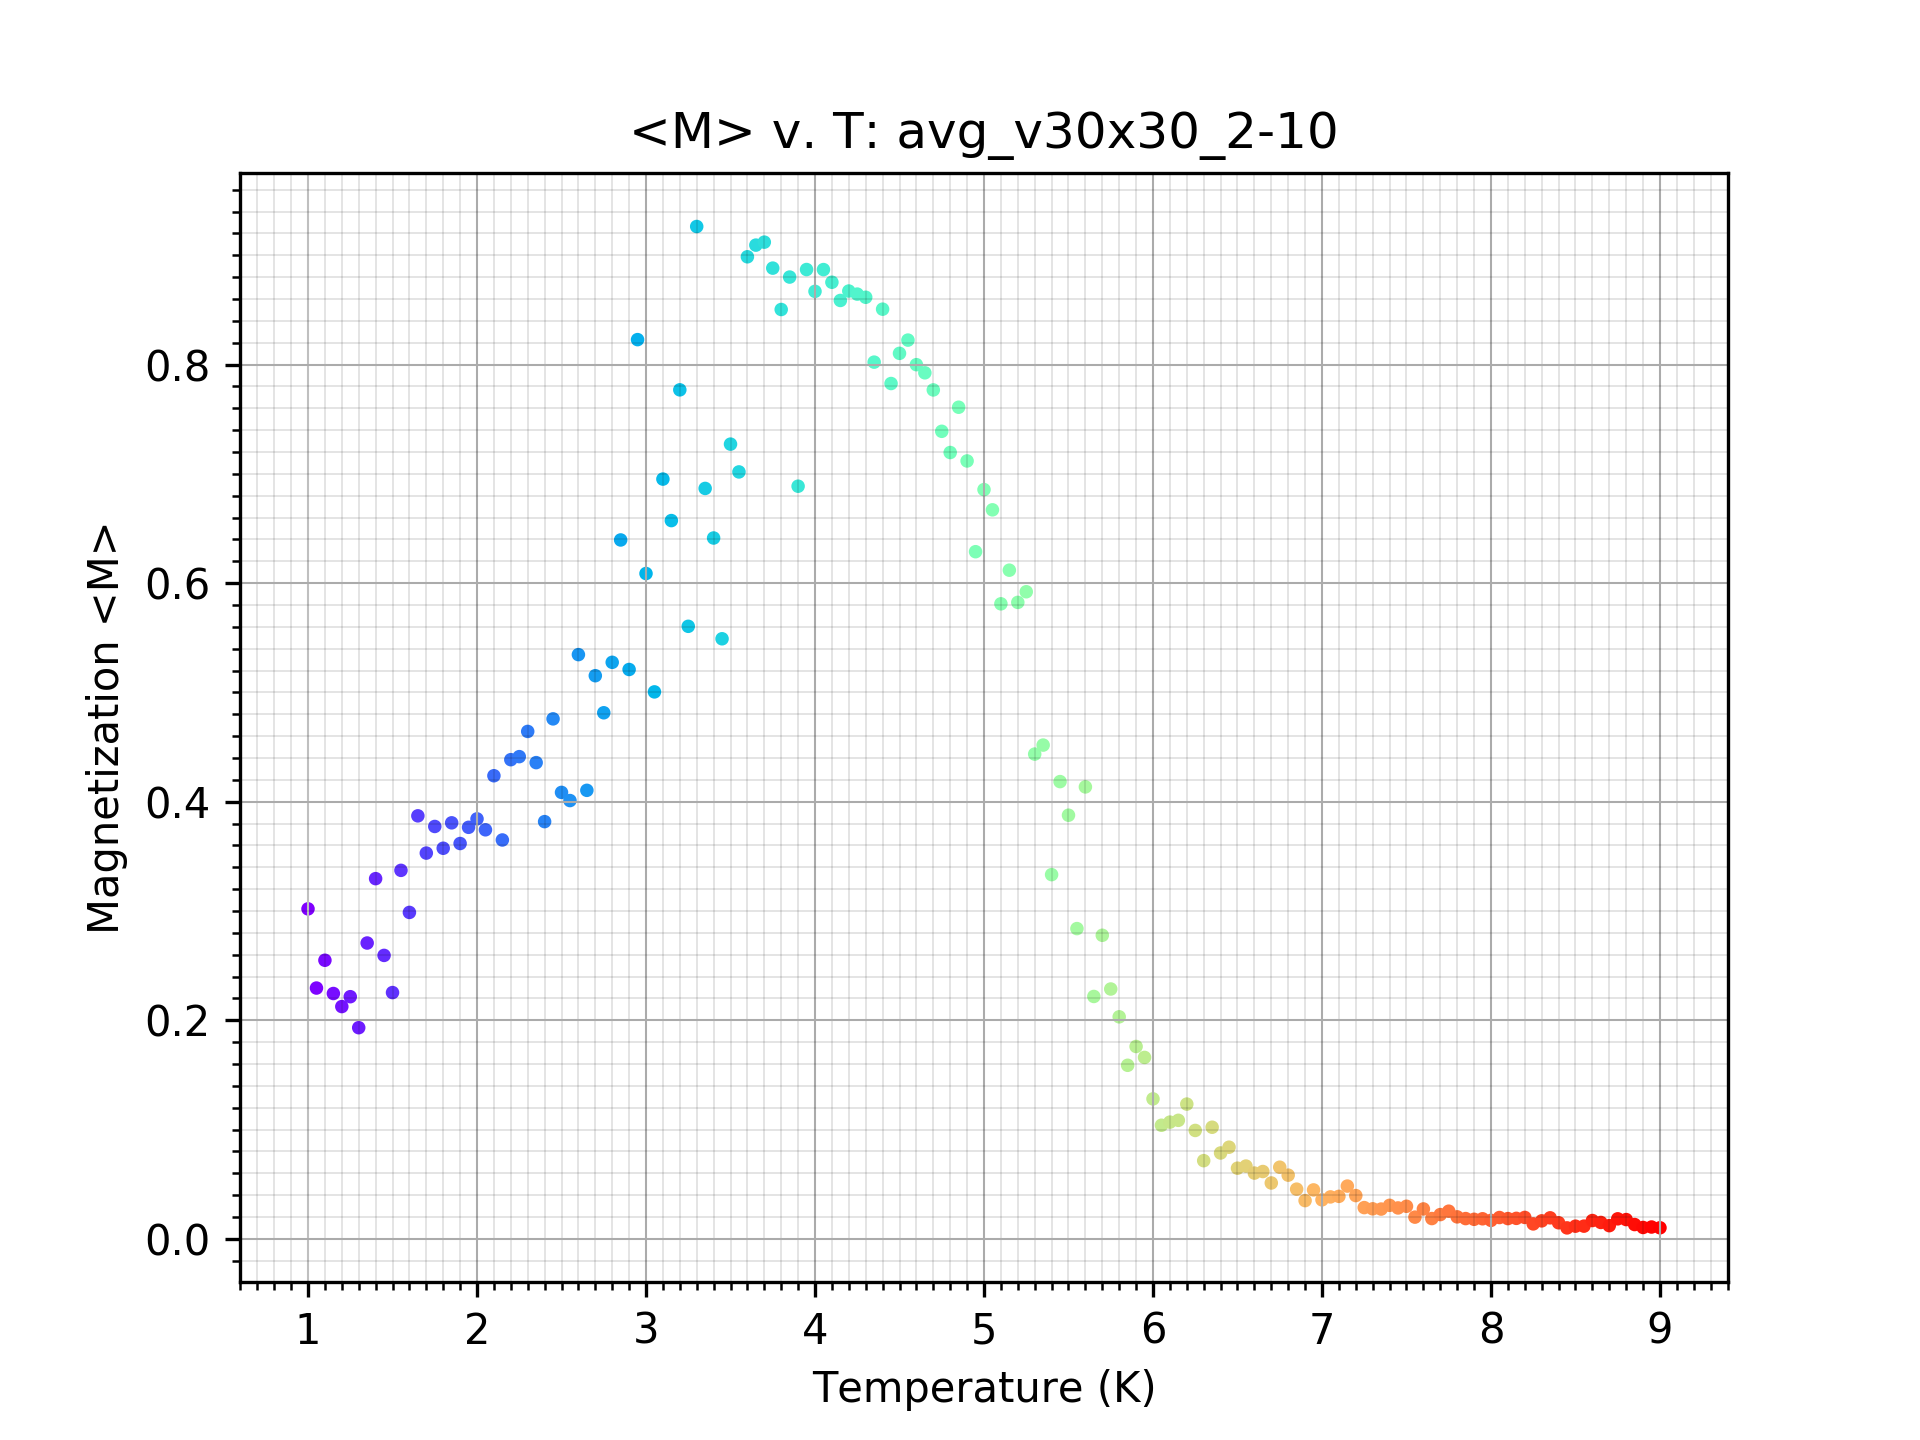 <M> v. T: avg_v30x30_2-10
Magnetization <M>
0.8
0.6
0.4
0.2
0.0
1 2 3 4 5 6 7 8 9
Temperature (K)